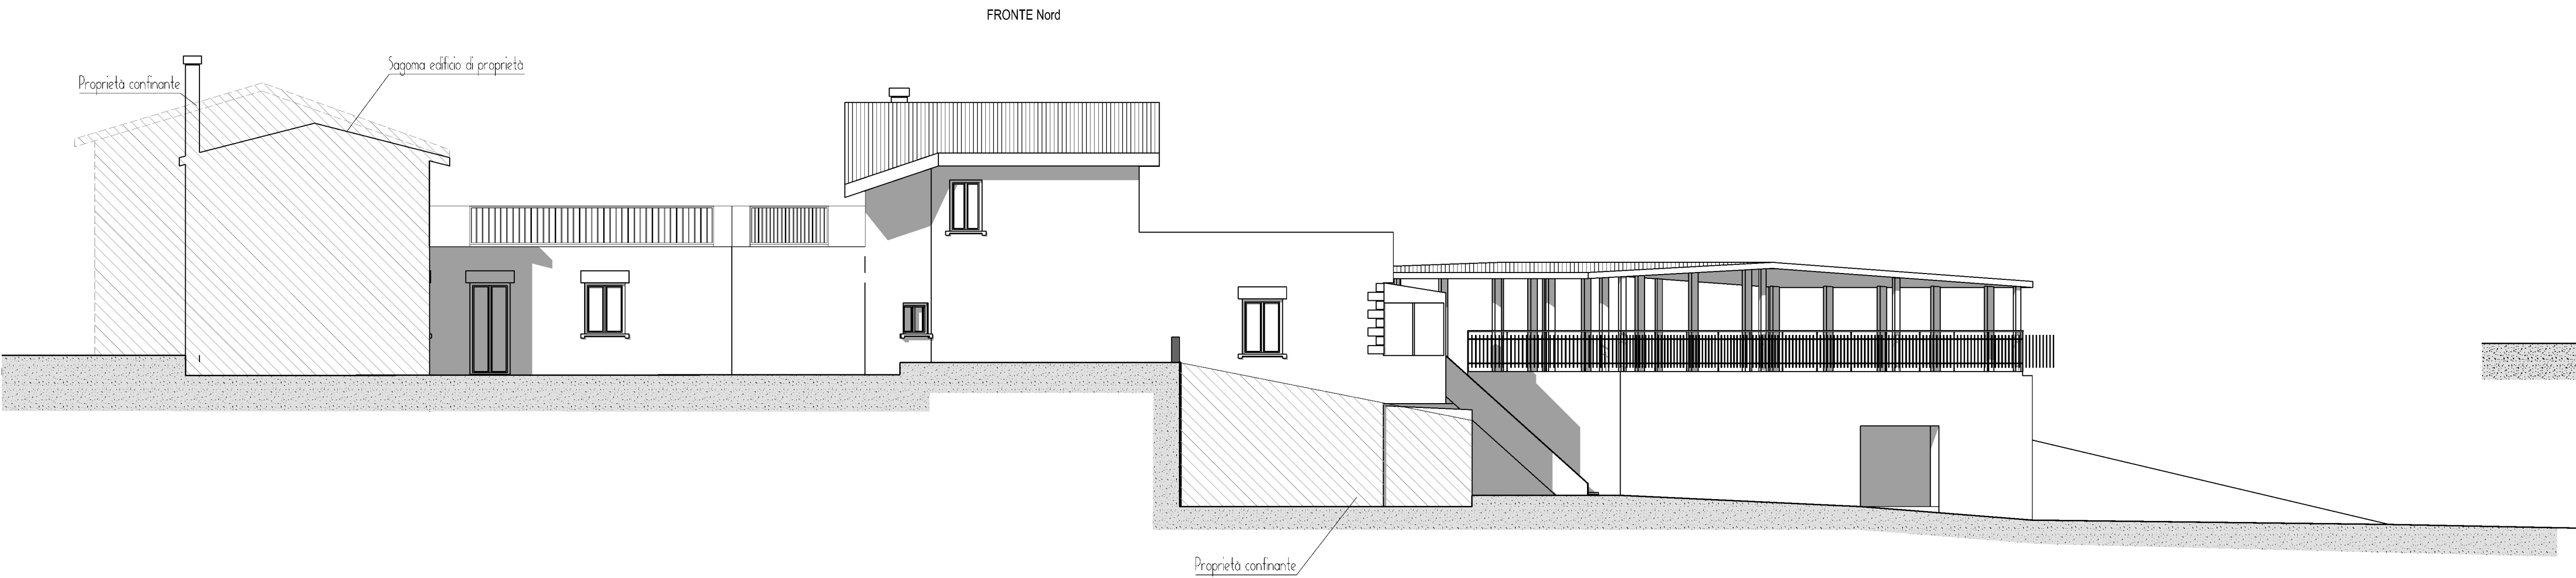 FRONTE Nord
Sagoma edificio di proprietà
Proprietà confinante
Proprietà confinante